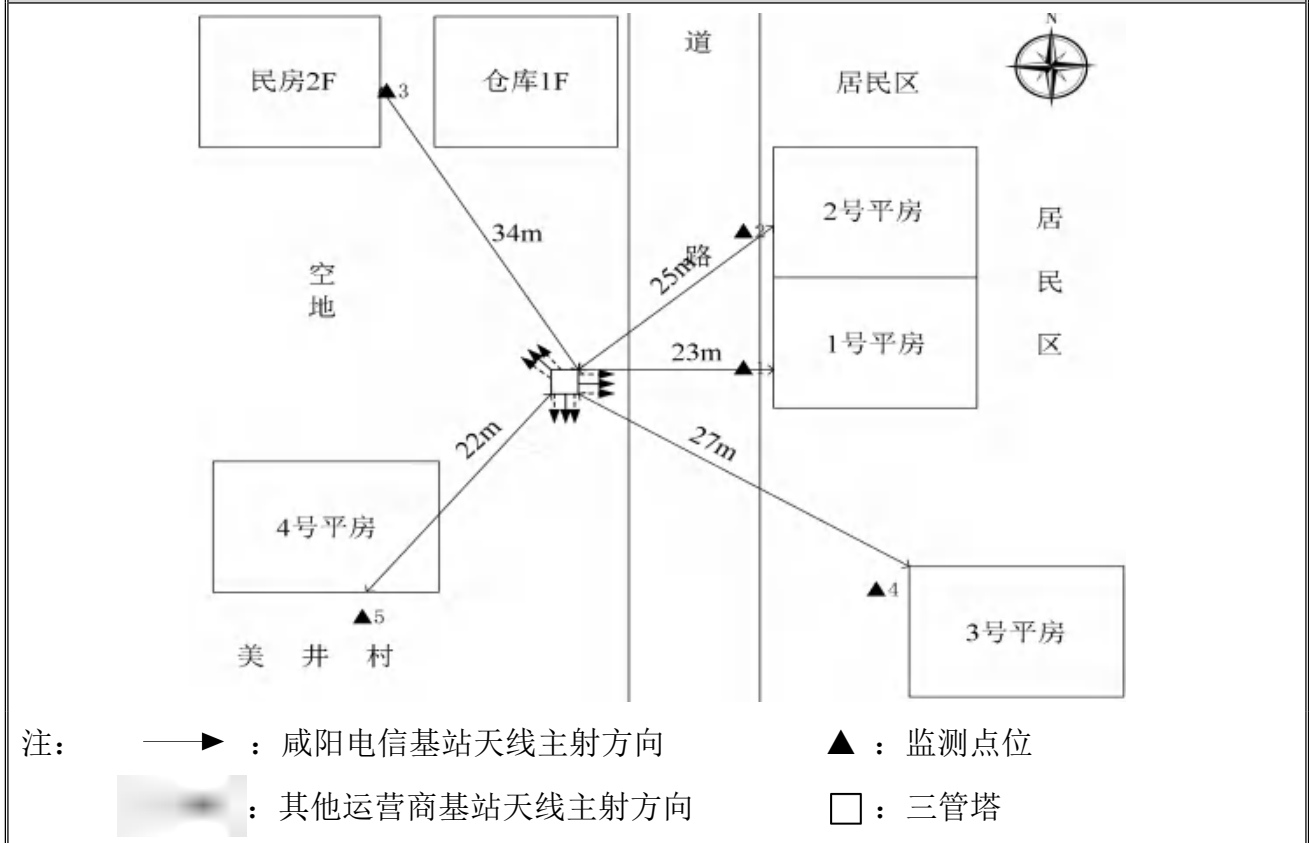 N
道
民房2F
仓库1F
居民区
3
2号平房
2
居
民
区
34m
路
25m
空
地
1号平房
23m
22m
27m
4号平房
4
5
3号平房
美 井 村
注： ：咸阳电信基站天线主射方向 ▲ ：监测点位
：其他运营商基站天线主射方向 ：三管塔